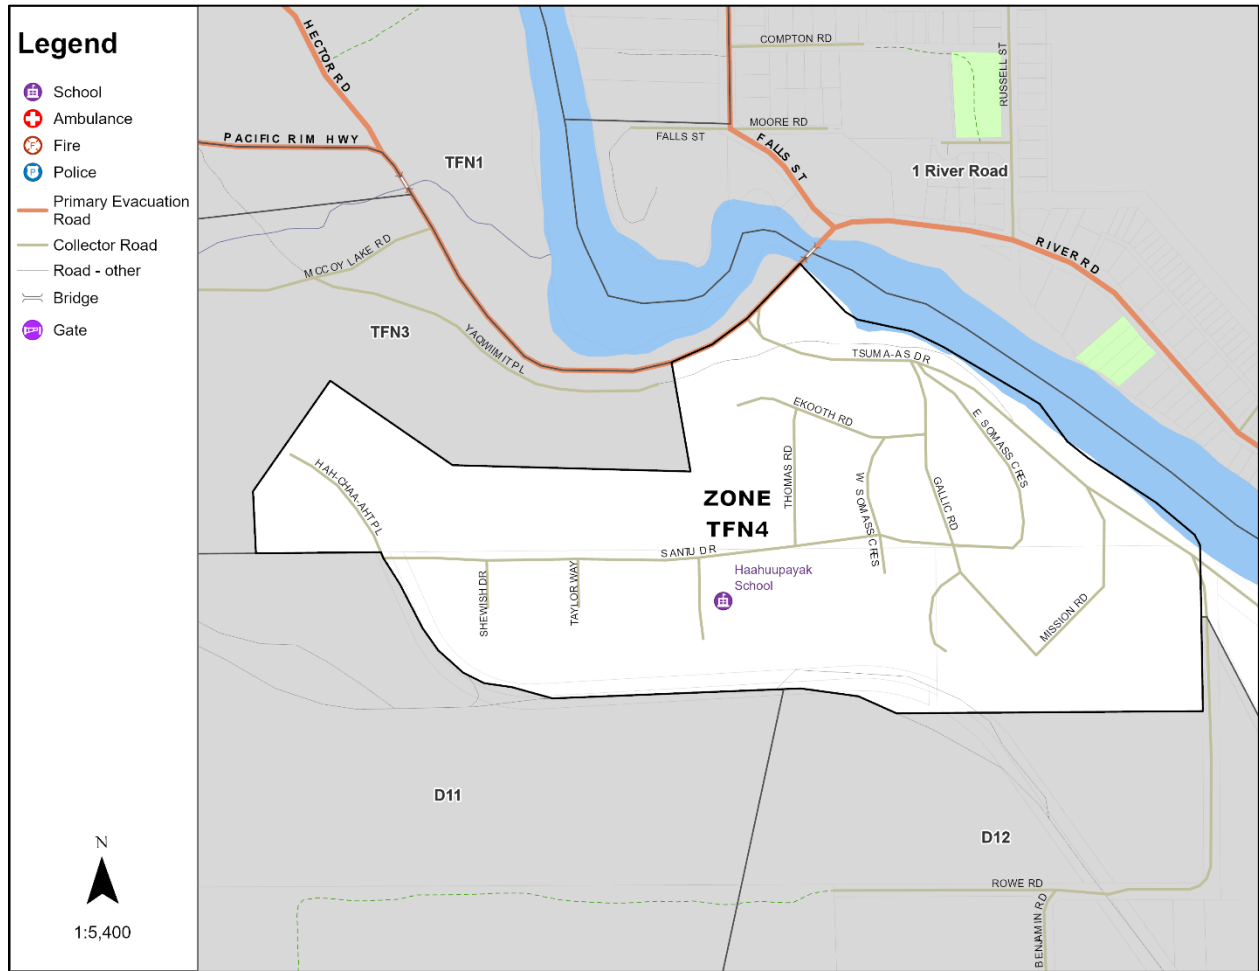 Legend
School
Ambulance
Fire
Police
Primary Evacuation
Road
Collector Road
Road - other
Bridge
Gate
N
1:5,400
HECTOR RD
PACIFIC RIM HWY
TFN1
MCCOY LAKE RD
TFN3
YAQWIIMIT PL
COMPTON RD
RUSSELL ST
FALLS ST
MOORE RD
FALLS ST
1 River Road
RIVER RD
TSUMA-AS DR
EKOOTH RD
E SOMASS CRES
THOMAS RD
W SOMASS CRES
GALLIC RD
HAH-CHAA-AHT PL
ZONE
TFN4
SANTU DR
Haahuupayak
School
SHEWISH DR
TAYLOR WAY
MISSION RD
D11
D12
ROWE RD
BENJAMIN RD